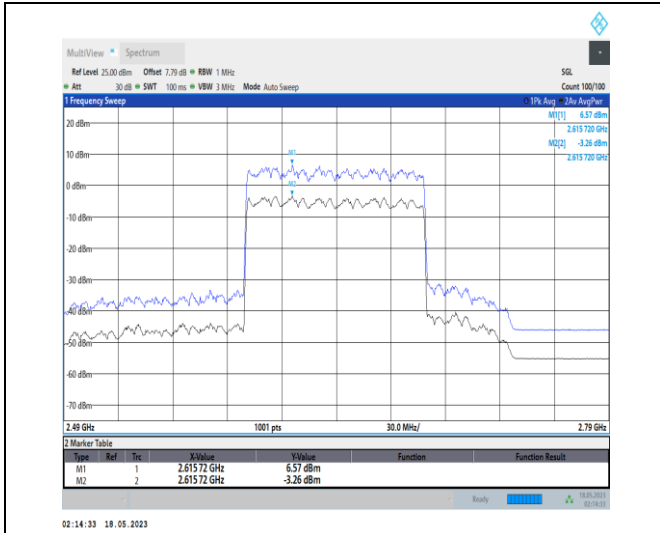 MultiView Spectrum
Ref Level 25.00 dBm Offset 7.79 dB RBW 1 MHz SGL
Att 30 dB SWT 100 ms VBW 3 MHz Mode Auto Sweep Count 100/100
1 Frequency Sweep 1Pk Avg 2Av AvgPwr
M1[1] 6.57 dBm
2.615 720 GHz
M2[2] -3.26 dBm
2.615 720 GHz
20 dBm
10 dBm
M1
0 dBm
M2
-10 dBm
-20 dBm
-30 dBm
-40 dBm
-50 dBm
-60 dBm
-70 dBm
2.49 GHz 1001 pts 30.0 MHz/ 2.79 GHz
2 Marker Table
Type Ref Trc X-Value Y-Value Function Function Result
M1 1 2.615 72 GHz 6.57 dBm
M2 2 2.615 72 GHz -3.26 dBm
Ready 18.05.2023
02:14:33
02:14:33 18.05.2023